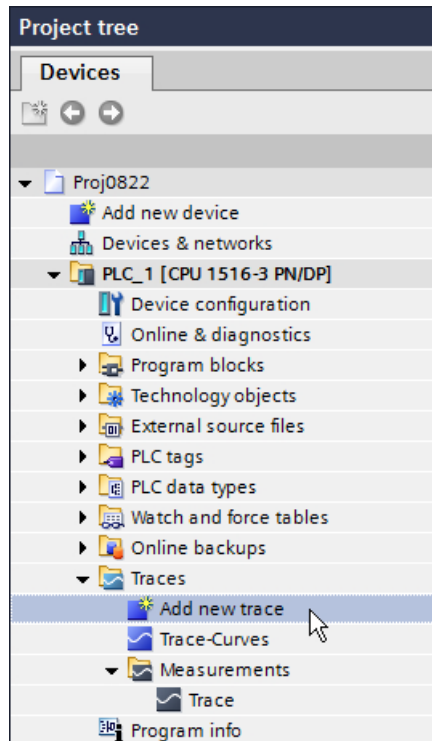 Project tree
Devices
Proj0822
Add new device
Devices & networks
PLC_1 [CPU 1516-3 PN/DP]
Device configuration
Online & diagnostics
Program blocks
Technology objects
External source files
PLC tags
PLC data types
Watch and force tables
Online backups
Traces
Add new trace
Trace-Curves
Measurements
Trace
Program info